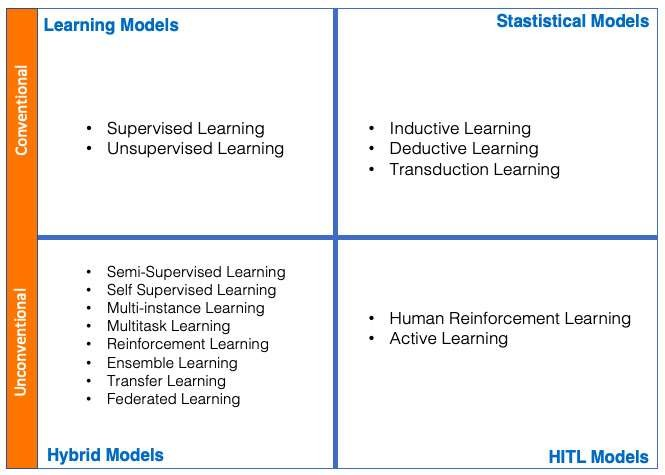 Learning Models
Stastistical Models
Conventional
• Supervised Learning
• Unsupervised Learning
• Inductive Learning
• Deductive Learning
• Transduction Learning
Unconventional
• Semi-Supervised Learning
• Self Supervised Learning
• Multi-instance Learning
• Multitask Learning
• Reinforcement Learning
• Ensemble Learning
• Transfer Learning
• Federated Learning
• Human Reinforcement Learning
• Active Learning
Hybrid Models
HITL Models